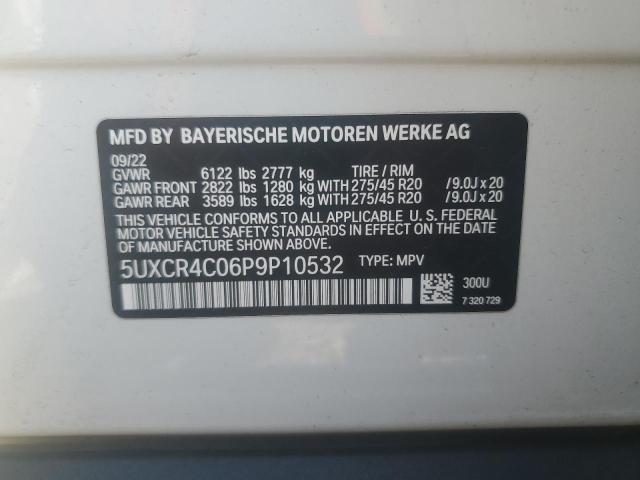 MFD BY BAYERISCHE MOTOREN WERKE AG
09/22
GVWR 6122 lbs 2777 kg TIRE / RIM
GAWR FRONT 2822 lbs 1280 kg WITH 275/45 R20 /9.0J x 20
GAWR REAR 3589 lbs 1628 kg WITH 275/45 R20 /9.0J x 20
THIS VEHICLE CONFORMS TO ALL APPLICABLE U. S. FEDERAL
MOTOR VEHICLE SAFETY STANDARDS IN EFFECT ON THE
DATE OF MANUFACTURE SHOWN ABOVE.
5UXCR4C06P9P10532 TYPE: MPV
300U
7 320 729